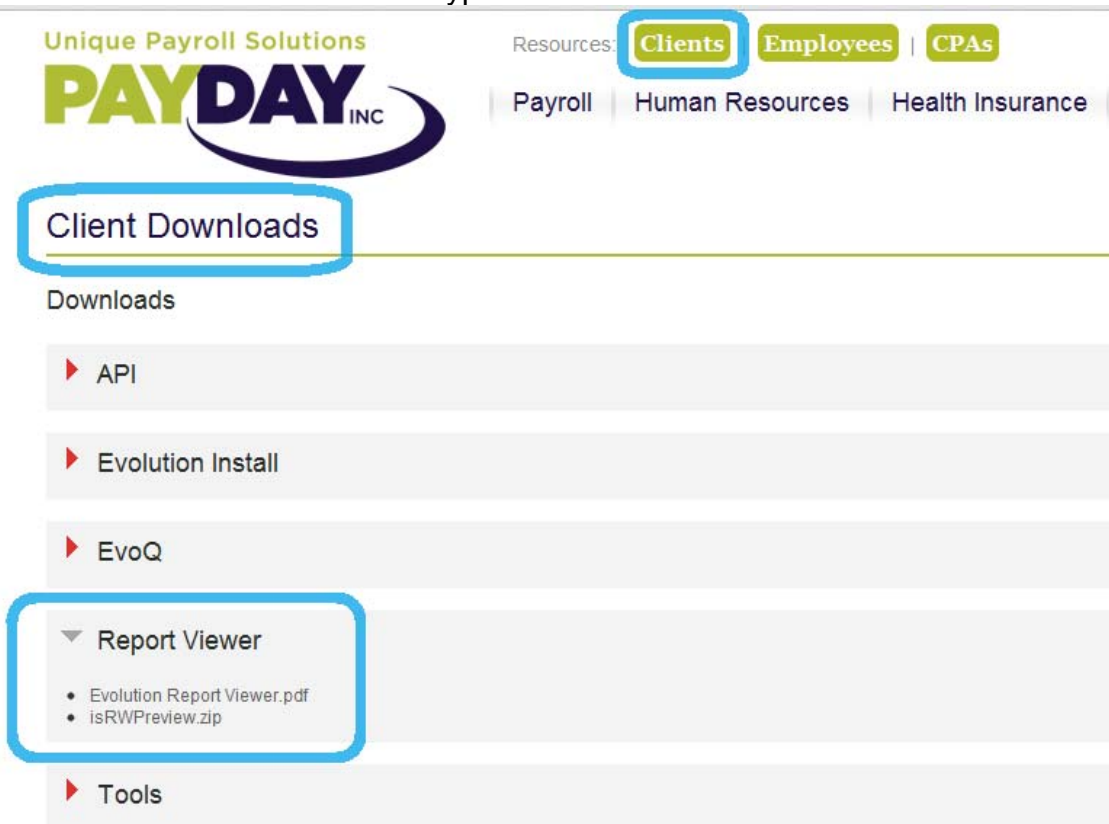 Unique Payroll Solutions
PAYDAY INC
Resources: Clients | Employees | CPAs
Payroll Human Resources Health Insurance
Client Downloads
Downloads
API
Evolution Install
EvoQ
Report Viewer
• Evolution Report Viewer.pdf
• isRWPreview.zip
Tools